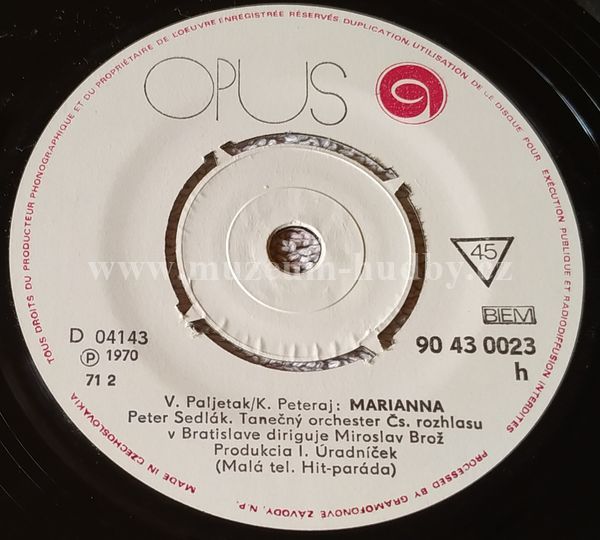 TOUS DROITS DU PRODUCTEUR PHONOGRAPHIQUE ET DU PROPRIÉTAIRE DE L'OEUVRE ENREGISTRÉE RÉSERVÉS DUPLICATION, UTILISATION DE CE DISQUE POUR EXÉCUTION PUBLIQUE ET RADIODIFFUSION INTERDITES
OPUS
45
www.muzeum-hudby.cz
BIEM
D 04143
P 1970
71 2
90 43 0023
h
V. Paljetak/K. Peteraj: MARIANNA
Peter Sedlák. Tanečný orchester Čs. rozhlasu
v Bratislave diriguje Miroslav Brož
Produkcia I. Úradníček
(Malá tel. Hit-paráda)
MADE IN CZECHOSLOVAKIA
PROCESSED BY GRAMOFONOVÉ ZÁVODY, N.P.